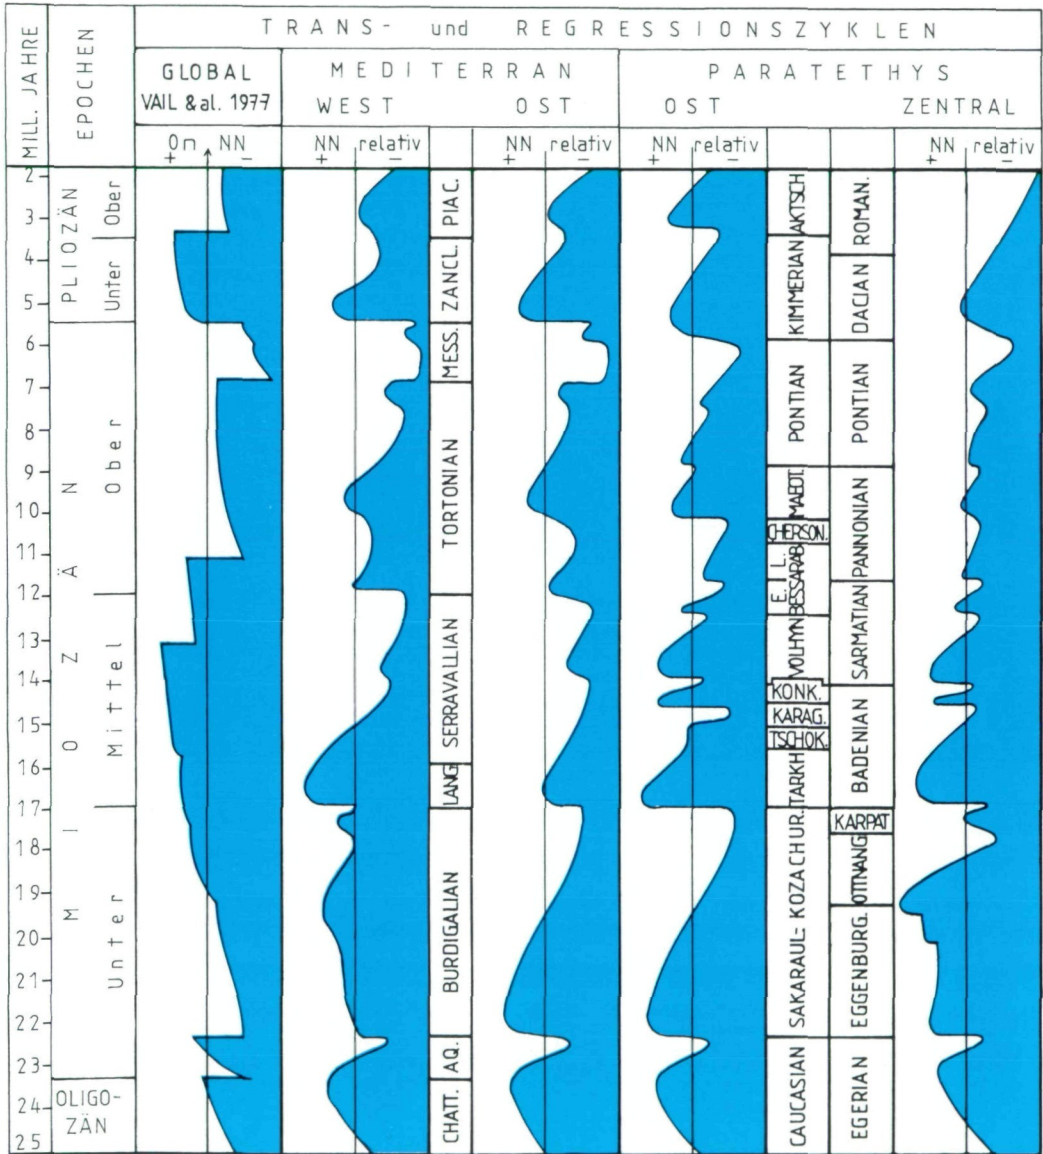 TRANS- und REGRESSIONSZYKLEN
MILL. JAHRE
EPOCHEN
GLOBAL
VAIL & al. 1977
MEDITERRAN
WEST OST
PARATETHYS
OST ZENTRAL
0m NN
+ -
NN relativ
+ -
NN relativ
+ -
NN relativ
+ -
NN relativ
+ -
2
3
4
5
6
7
8
9
10
11
12
13
14
15
16
17
18
19
20
21
22
23
24
25
PLIOZÄN
Ober
Unter
MIOZÄN
Ober
Mittel
Unter
OLIGO-
ZÄN
PIAC.
ZANCL.
MESS.
TORTONIAN
SERRAVALLIAN
LANG
BURDIGALIAN
AQ.
CHATT.
AKTSCH
KIMMERIAN
PONTIAN
MAEOT.
CHERSON.
E. L.
BESSARAB
VOLHYN
KONK.
KARAG.
TSCHOK.
TARKH.
SAKARAUL- KOZACHUR.
CAUCASIAN
ROMAN.
DACIAN
PONTIAN
PANNONIAN
SARMATIAN
BADENIAN
KARPAT
OTTNANG
EGGENBURG.
EGERIAN